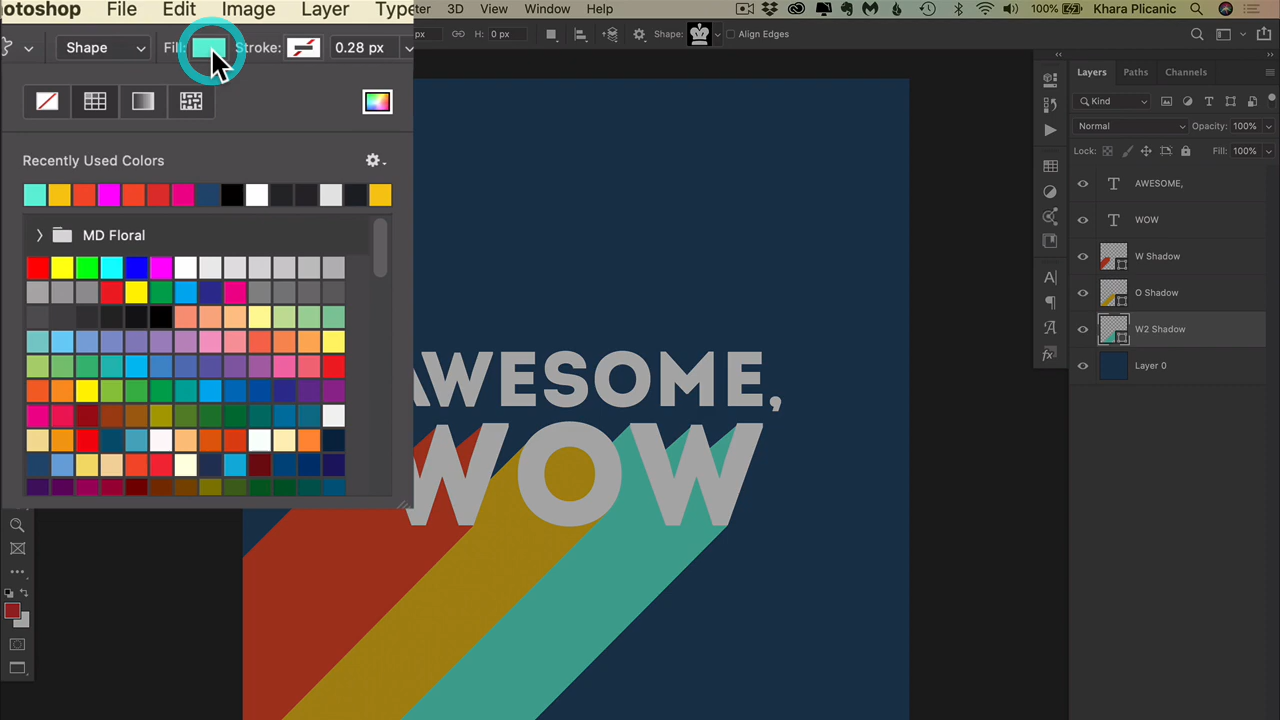 otoshop File Edit Image Layer Type 3D View Window Help 100% Khara Plicanic
Shape Fill: Stroke: 0.28 px px H: 0 px Shape: Align Edges
Recently Used Colors
MD Floral
AWESOME,
WOW
Layers Paths Channels
Kind
Normal Opacity: 100%
Lock: Fill: 100%
T AWESOME,
T WOW
W Shadow
O Shadow
W2 Shadow
Layer 0